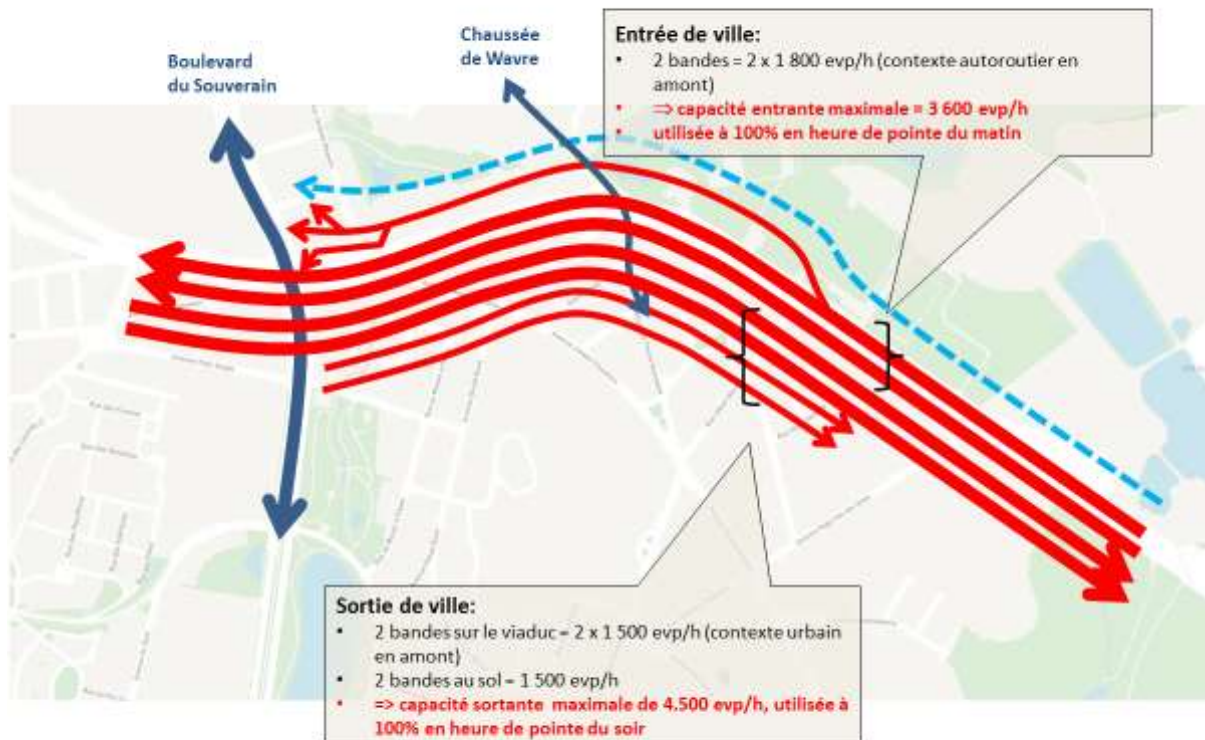 Chaussée
de Wavre
Boulevard
du Souverain
Entrée de ville:
• 2 bandes = 2 x 1 800 evp/h (contexte autoroutier en
amont)
• ⇒ capacité entrante maximale = 3 600 evp/h
• utilisée à 100% en heure de pointe du matin
Sortie de ville:
• 2 bandes sur le viaduc = 2 x 1 500 evp/h (contexte urbain
en amont)
• 2 bandes au sol = 1 500 evp/h
• => capacité sortante maximale de 4.500 evp/h, utilisée à
100% en heure de pointe du soir